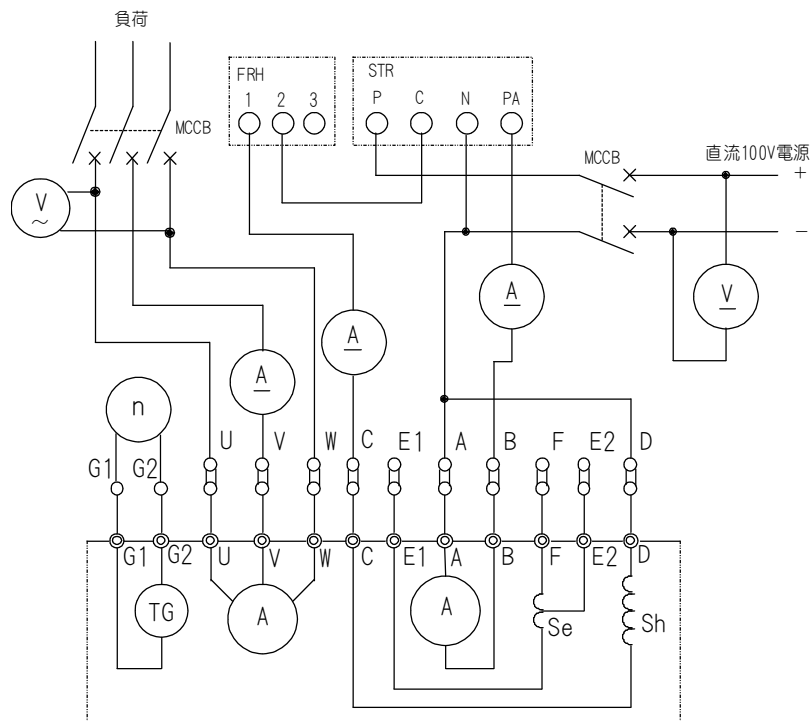 負荷
FRH
1 2 3
STR
P C N PA
MCCB
MCCB
直流100V電源
+
−
V
~
A
A
A
V
n
G1 G2 U V W C E1 A B F E2 D
G1 G2 U V W C E1 A B F E2 D
TG
A
A
Se
Sh